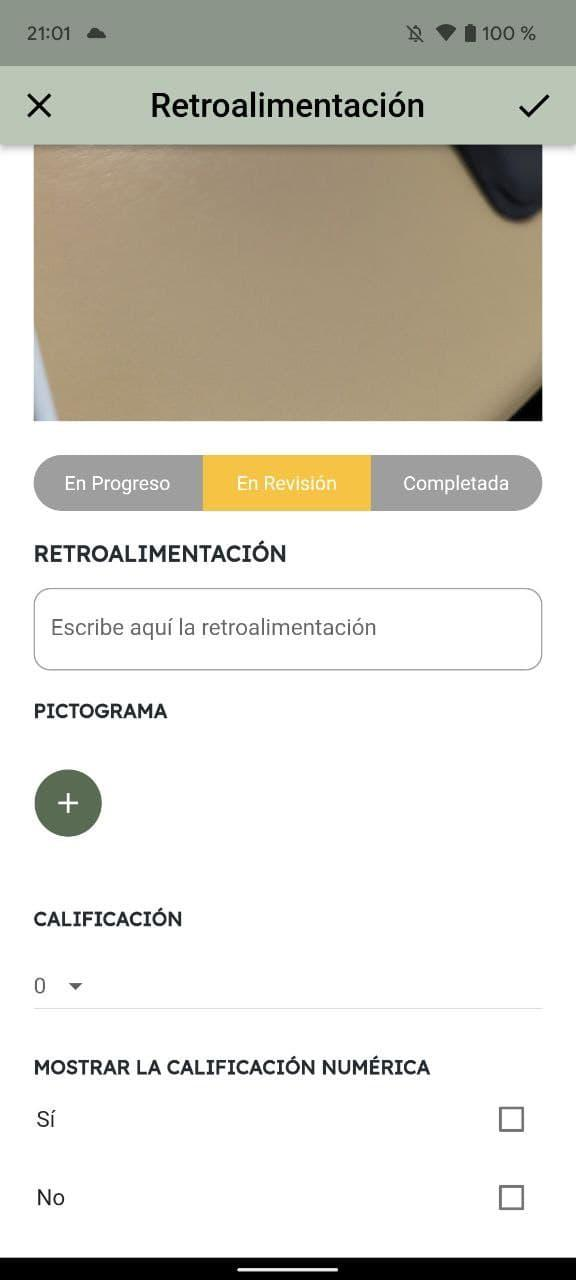 21:01 100 %
Retroalimentación
En Progreso En Revisión Completada
RETROALIMENTACIÓN
Escribe aquí la retroalimentación
PICTOGRAMA
+
CALIFICACIÓN
0
MOSTRAR LA CALIFICACIÓN NUMÉRICA
Sí
No